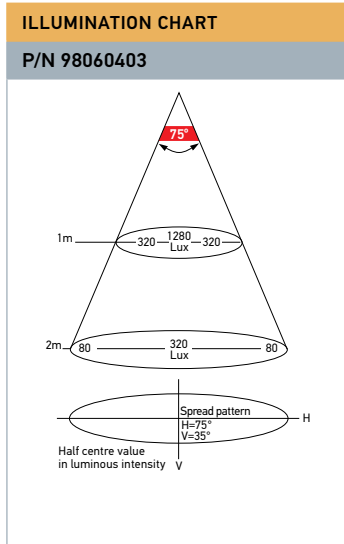 ILLUMINATION CHART
P/N 98060403
75°
1m 320 1280 Lux 320
2m 80 320 Lux 80
Spread pattern
H=75°
V=35°
H
Half centre value
in luminous intensity V